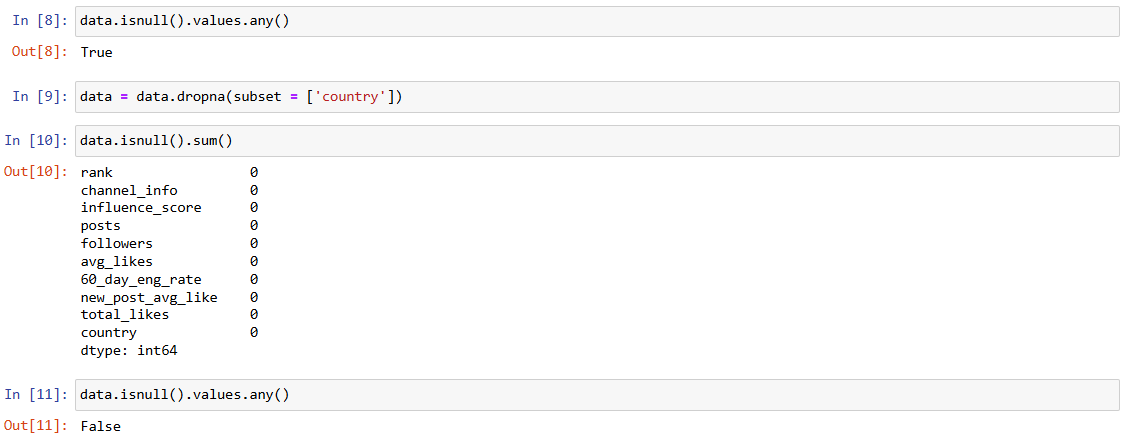 In [8]: data.isnull().values.any()
Out[8]: True
In [9]: data = data.dropna(subset = ['country'])
In [10]: data.isnull().sum()
Out[10]: rank 0
channel_info 0
influence_score 0
posts 0
followers 0
avg_likes 0
60_day_eng_rate 0
new_post_avg_like 0
total_likes 0
country 0
dtype: int64
In [11]: data.isnull().values.any()
Out[11]: False